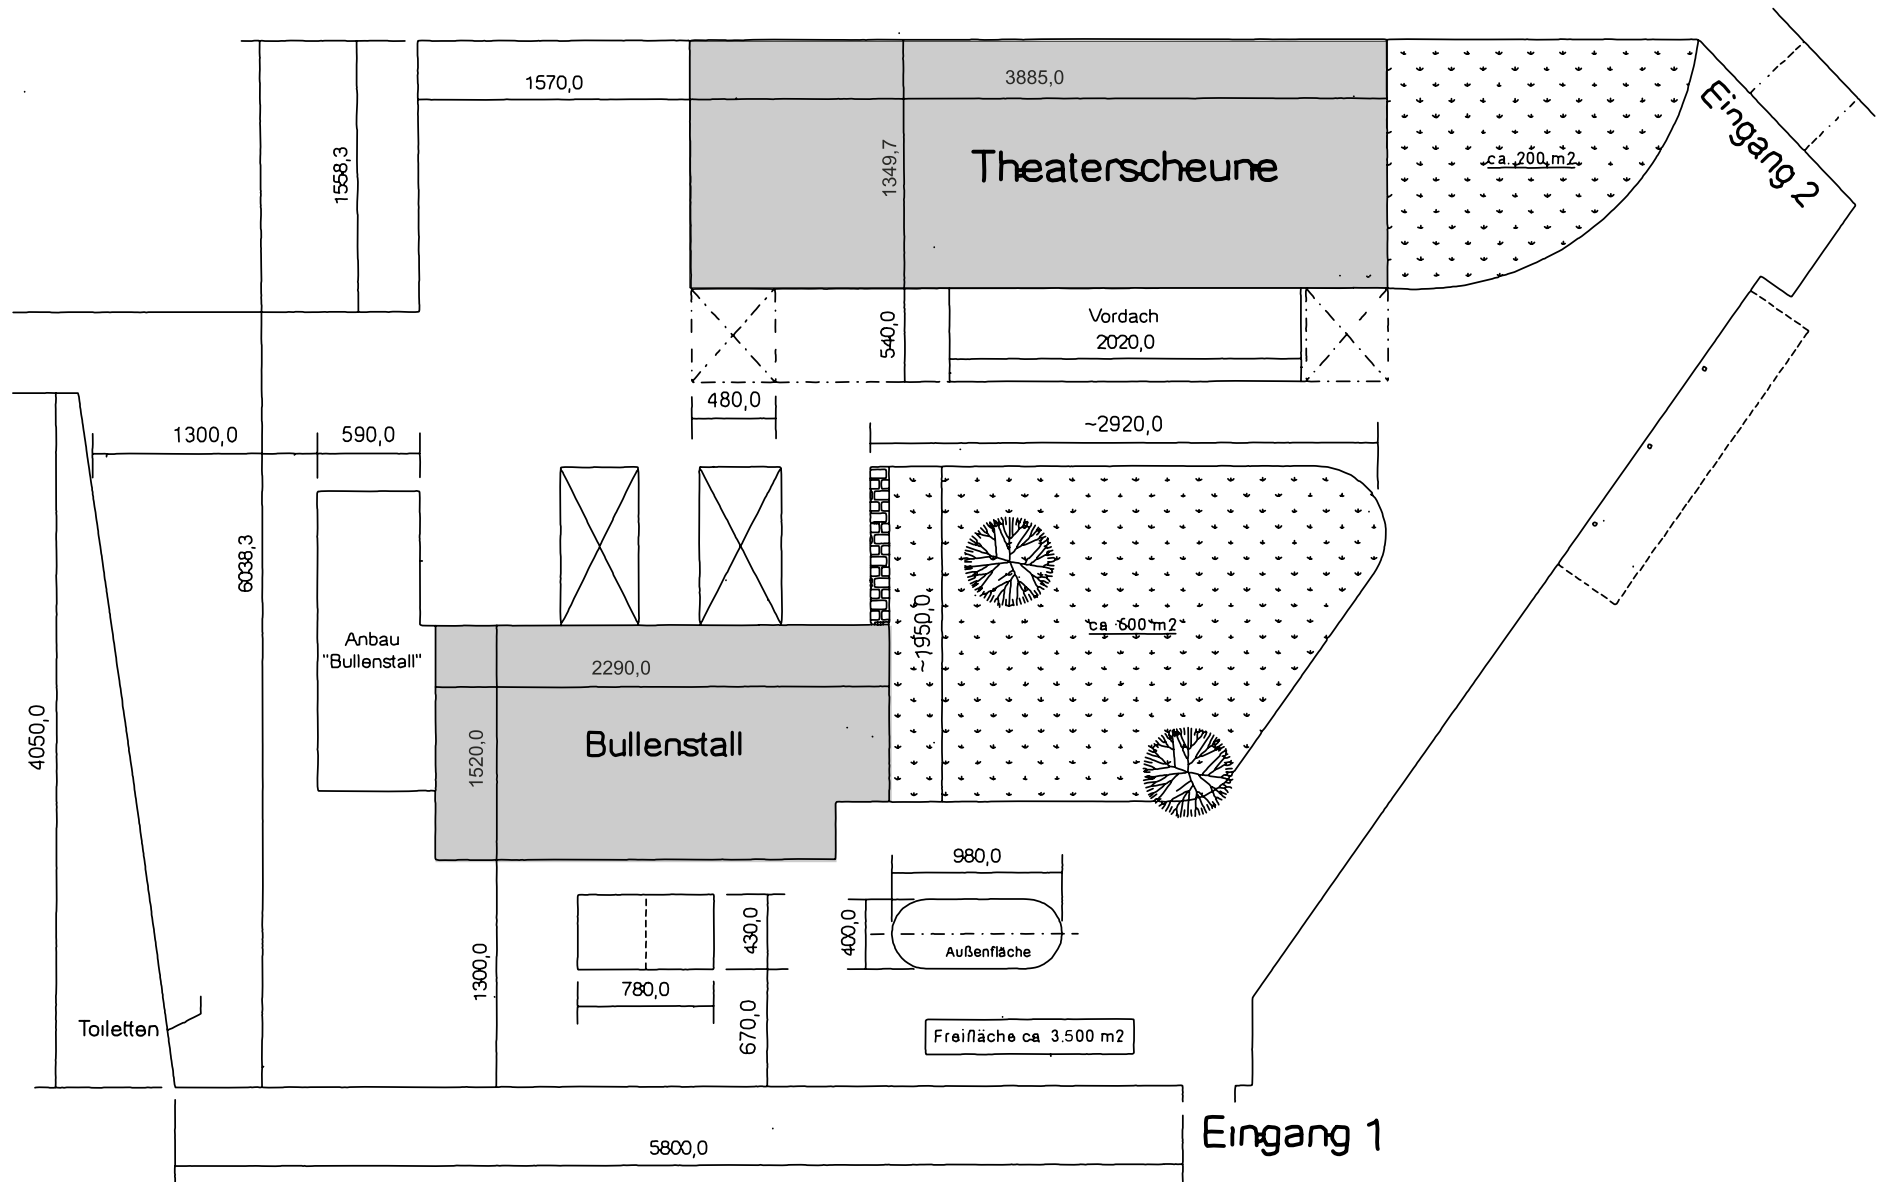 1570,0
3885,0
1558,3
1349,7
Theaterscheune
ca. 200 m2
Eingang 2
540,0
Vordach
2020,0
480,0
1300,0
590,0
~2920,0
6038,3
~1950,0
ca 600 m2
Anbau
"Bullenstall"
2290,0
4050,0
1520,0
Bullenstall
980,0
430,0
400,0
Außenfläche
1300,0
780,0
670,0
Toiletten
Freifläche ca 3.500 m2
Eingang 1
5800,0